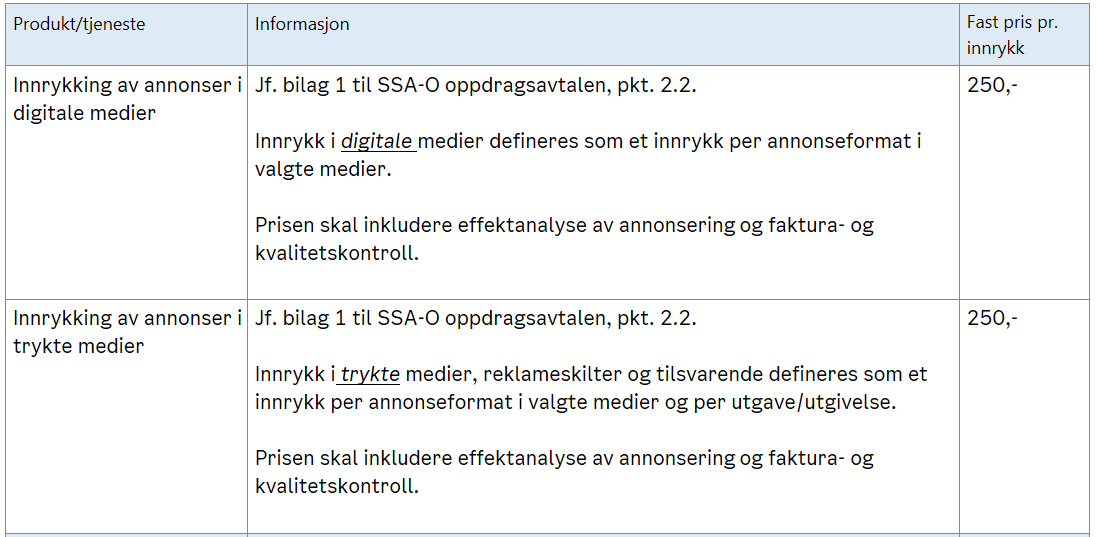 Produkt/tjeneste
Informasjon
Fast pris pr.
innrykk
Innrykking av annonser i
digitale medier
Jf. bilag 1 til SSA-O oppdragsavtalen, pkt. 2.2.
Innrykk i digitale medier defineres som et innrykk per annonseformat i
valgte medier.
Prisen skal inkludere effektanalyse av annonsering og faktura- og
kvalitetskontroll.
250,-
Innrykking av annonser i
trykte medier
Jf. bilag 1 til SSA-O oppdragsavtalen, pkt. 2.2.
Innrykk i trykte medier, reklameskilter og tilsvarende defineres som et
innrykk per annonseformat i valgte medier og per utgave/utgivelse.
Prisen skal inkludere effektanalyse av annonsering og faktura- og
kvalitetskontroll.
250,-